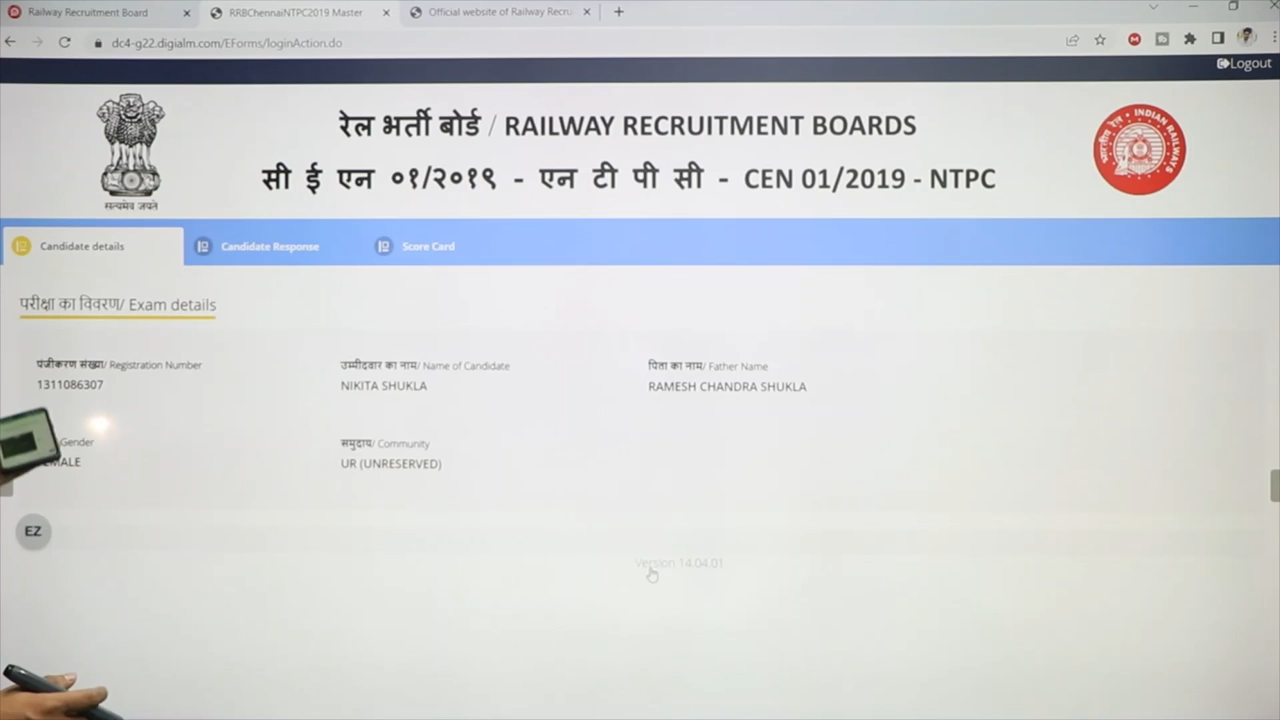 Railway Recruitment Board
RRBChennaiNTPC2019 Master
Official website of Railway Recru
dc4-g22.digialm.com/EForms/loginAction.do
Logout
रेल भर्ती बोर्ड / RAILWAY RECRUITMENT BOARDS
सी ई एन ०१/२०१९ - एन टी पी सी - CEN 01/2019 - NTPC
सत्यमेव जयते
INDIAN RAILWAYS
भारतीय रेल
Candidate details
Candidate Response
Score Card
परीक्षा का विवरण/ Exam details
पंजीकरण संख्या/ Registration Number
1311086307
उम्मीदवार का नाम/ Name of Candidate
NIKITA SHUKLA
पिता का नाम/ Father Name
RAMESH CHANDRA SHUKLA
Gender
MALE
समुदाय/ Community
UR (UNRESERVED)
EZ
Version 14.04.01